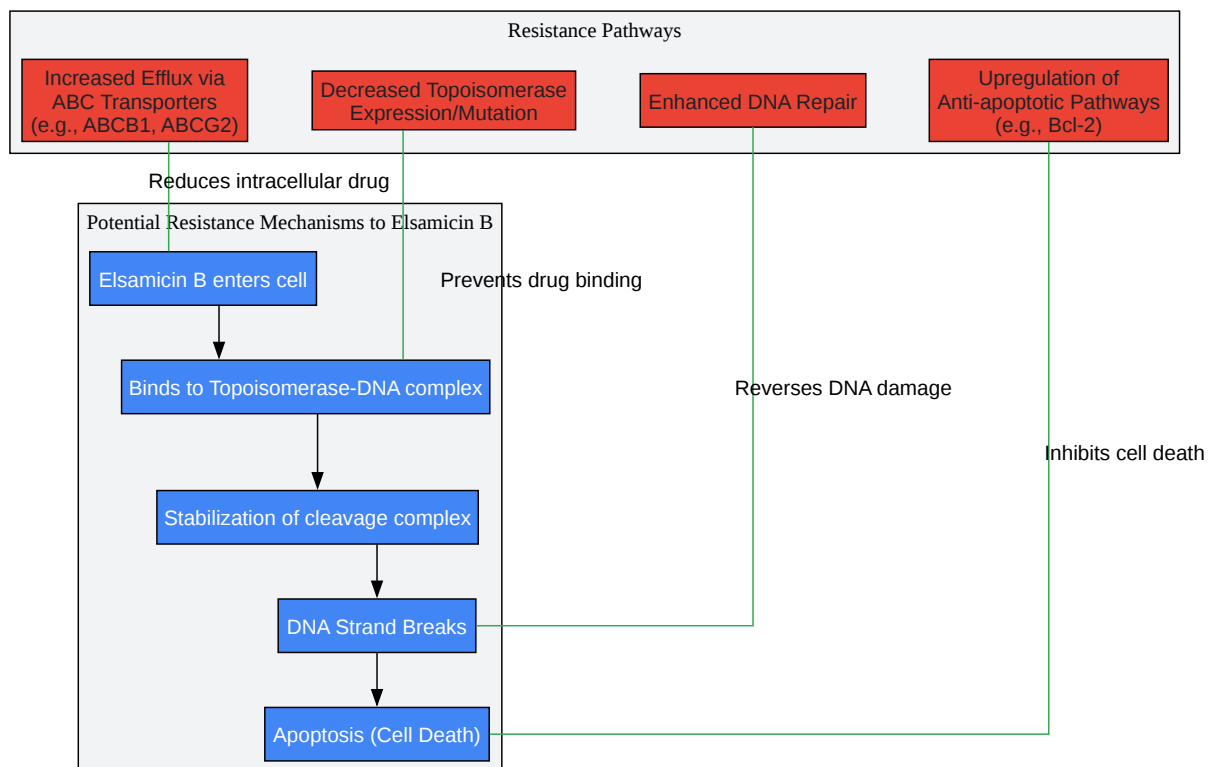 Resistance Pathways
Increased Efflux via
ABC Transporters
(e.g., ABCB1, ABCG2)
Decreased Topoisomerase
Expression/Mutation
Enhanced DNA Repair
Upregulation of
Anti-apoptotic Pathways
(e.g., Bcl-2)
Reduces intracellular drug
Potential Resistance Mechanisms to Elsamicin B
Elsamicin B enters cell
Prevents drug binding
Binds to Topoisomerase-DNA complex
Reverses DNA damage
Inhibits cell death
Stabilization of cleavage complex
DNA Strand Breaks
Apoptosis (Cell Death)